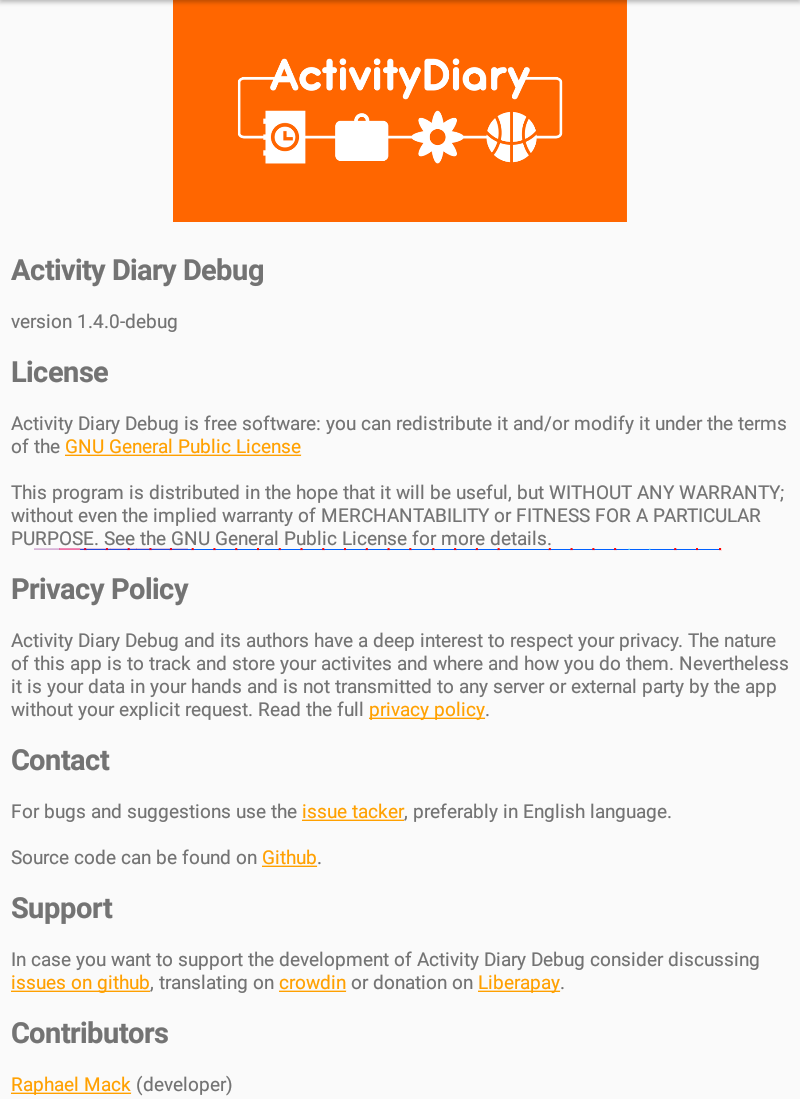 ActivityDiary
Activity Diary Debug
version 1.4.0-debug
License
Activity Diary Debug is free software: you can redistribute it and/or modify it under the terms
of the GNU General Public License
This program is distributed in the hope that it will be useful, but WITHOUT ANY WARRANTY;
without even the implied warranty of MERCHANTABILITY or FITNESS FOR A PARTICULAR
PURPOSE. See the GNU General Public License for more details.
Privacy Policy
Activity Diary Debug and its authors have a deep interest to respect your privacy. The nature
of this app is to track and store your activites and where and how you do them. Nevertheless
it is your data in your hands and is not transmitted to any server or external party by the app
without your explicit request. Read the full privacy policy.
Contact
For bugs and suggestions use the issue tacker, preferably in English language.
Source code can be found on Github.
Support
In case you want to support the development of Activity Diary Debug consider discussing
issues on github, translating on crowdin or donation on Liberapay.
Contributors
Raphael Mack (developer)